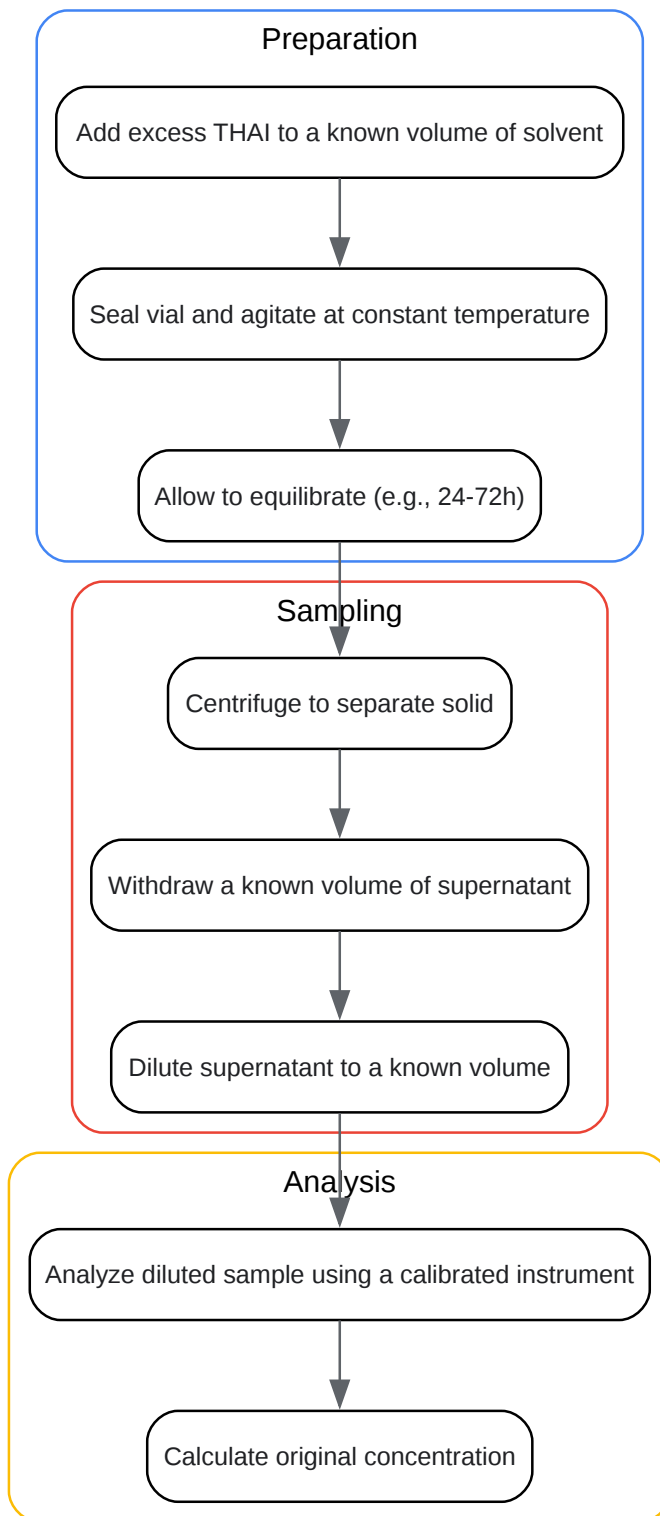 Preparation
Add excess THAI to a known volume of solvent
Seal vial and agitate at constant temperature
Allow to equilibrate (e.g., 24-72h)
Sampling
Centrifuge to separate solid
Withdraw a known volume of supernatant
Dilute supernatant to a known volume
Analysis
Analyze diluted sample using a calibrated instrument
Calculate original concentration